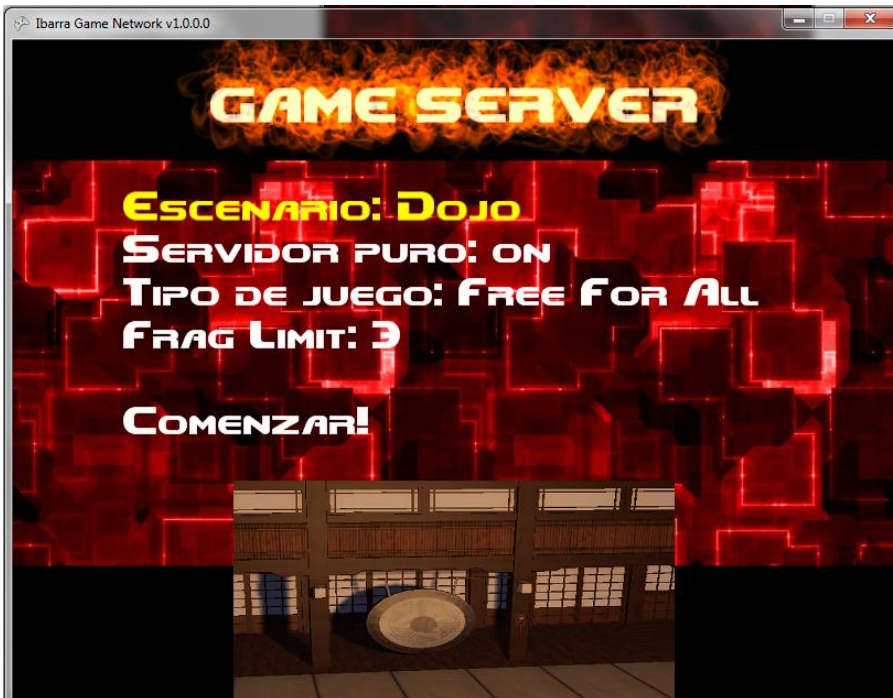 Ibarra Game Network v1.0.0.0
GAME SERVER
Escenario: Dojo
Servidor puro: on
Tipo de juego: Free For All
Frag Limit: 3
Comenzar!